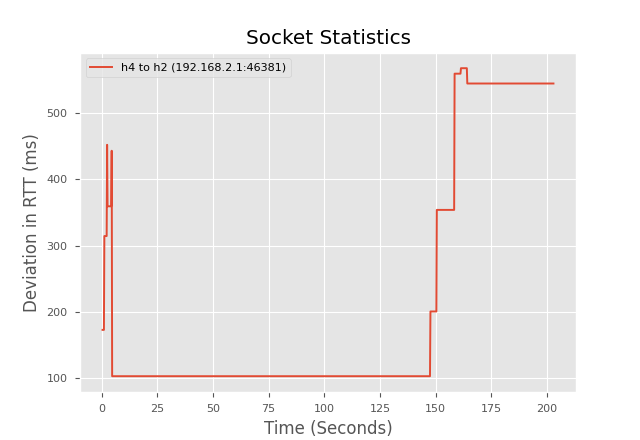 Socket Statistics
h4 to h2 (192.168.2.1:46381)
Deviation in RTT (ms)
500
400
300
200
100
0 25 50 75 100 125 150 175 200
Time (Seconds)